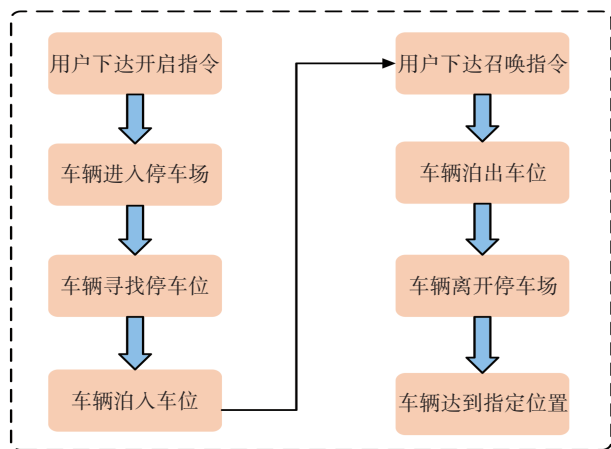 用户下达开启指令
车辆进入停车场
车辆寻找停车位
车辆泊入车位
用户下达召唤指令
车辆泊出车位
车辆离开停车场
车辆达到指定位置